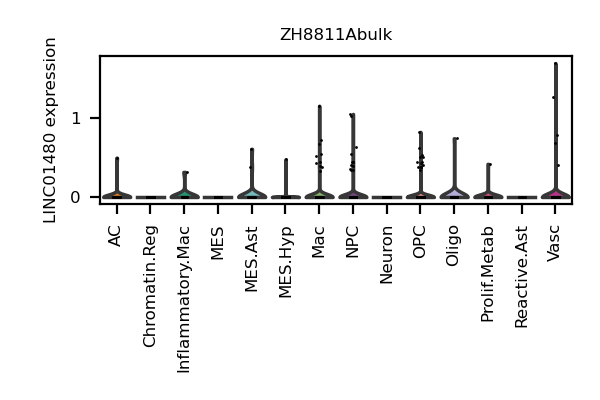 ZH8811Abulk
LINC01480 expression
1
0
AC
Chromatin.Reg
Inflammatory.Mac
MES
MES.Ast
MES.Hyp
Mac
NPC
Neuron
OPC
Oligo
Prolif.Metab
Reactive.Ast
Vasc